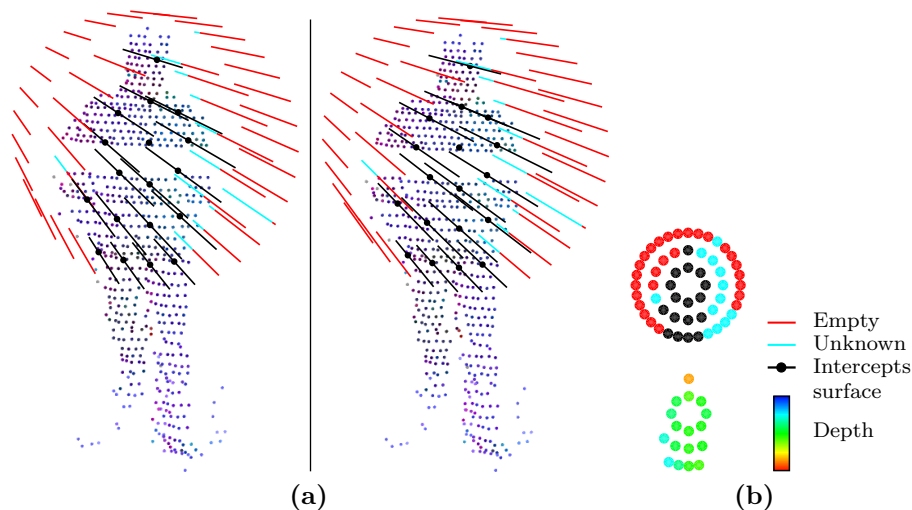 Empty
Unknown
Intercepts
surface
Depth
(a)
(b)